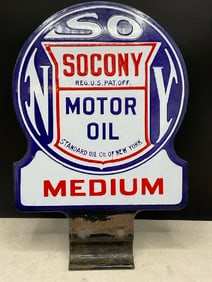 SO
N Y
SOCONY
REG. U.S. PAT. OFF.
MOTOR
OIL
STANDARD OIL CO. OF NEW YORK
MEDIUM